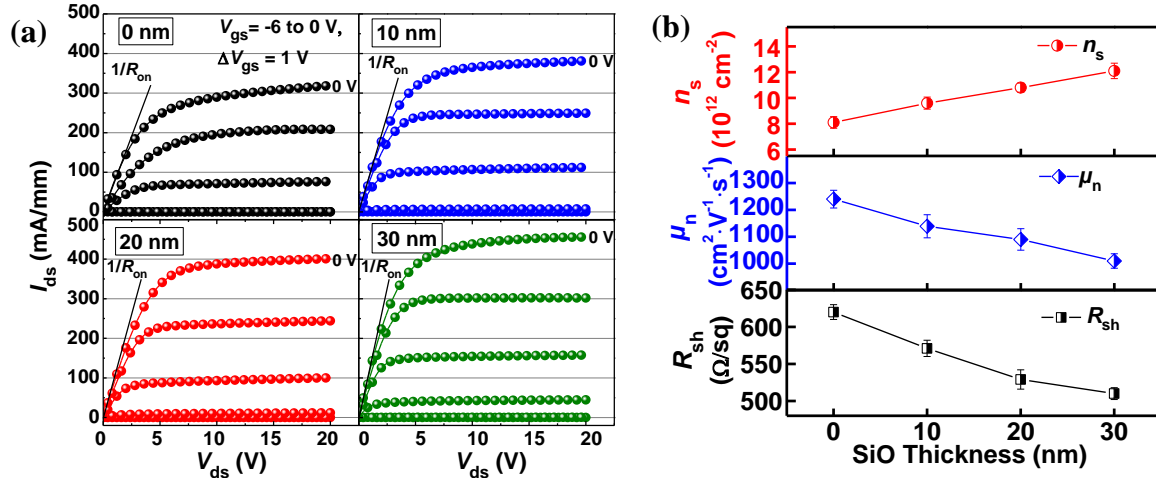 (a)
500
400
300
200
100
0
0 nm
V_gs = -6 to 0 V,
ΔV_gs = 1 V
1/R_on
0 V
10 nm
1/R_on
0 V
400
300
200
100
0
20 nm
1/R_on
0 V
30 nm
1/R_on
0 V
I_ds (mA/mm)
0 5 10 15 20
0 5 10 15 20
V_ds (V)
V_ds (V)
(b)
14
12
10
8
6
n_s
(10^12 cm^-2)
n_s
1300
1200
1100
1000
μ_n
(cm^2·V^-1·s^-1)
μ_n
650
600
550
500
R_sh
(Ω/sq)
R_sh
0 10 20 30
SiO Thickness (nm)